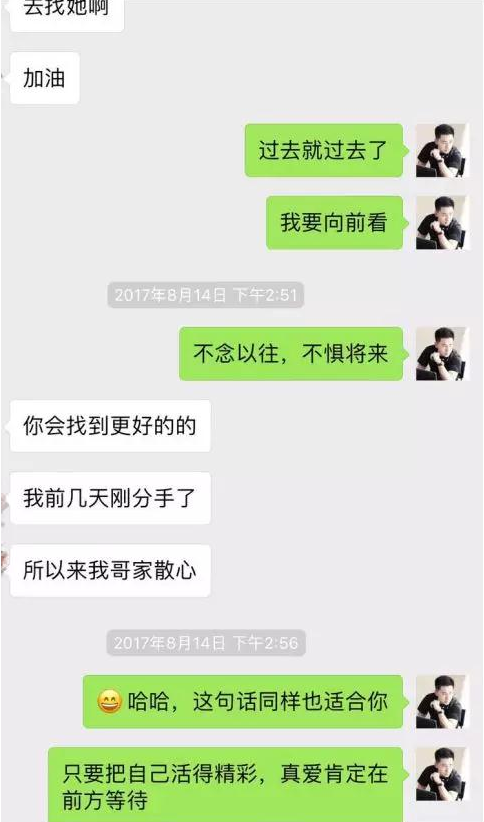 去找她啊
加油
过去就过去了
我要向前看
2017年8月14日 下午2:51
不念以往，不惧将来
你会找到更好的的
我前几天刚分手了
所以来我哥家散心
2017年8月14日 下午2:56
😄哈哈，这句话同样也适合你
只要把自己活得精彩，真爱肯定在
前方等待